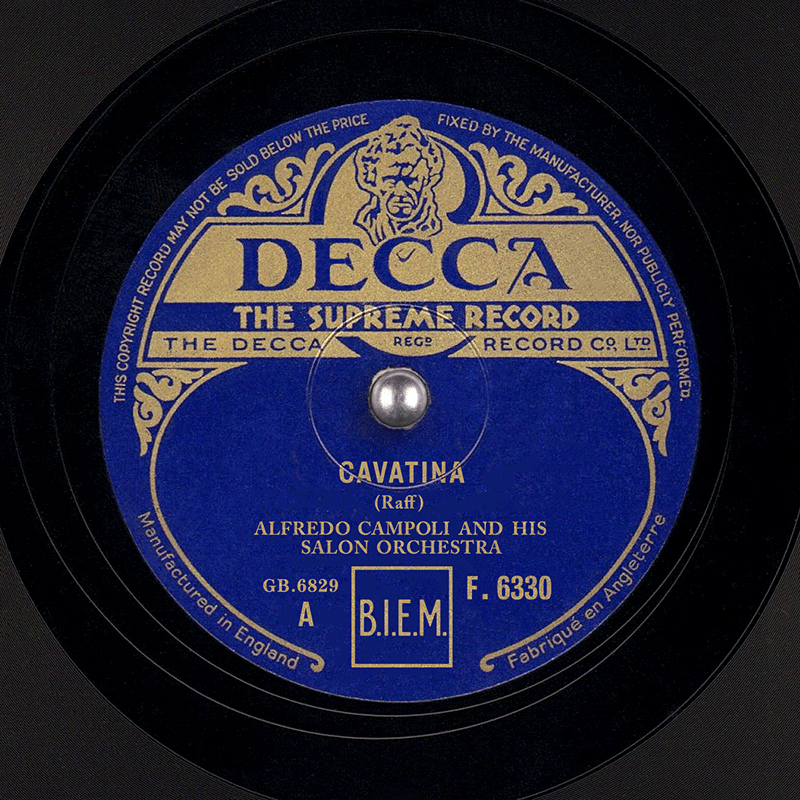 THIS COPYRIGHT RECORD MAY NOT BE SOLD BELOW THE PRICE FIXED BY THE MANUFACTURER, NOR PUBLICLY PERFORMED.
DECCA
THE SUPREME RECORD
THE DECCA REGD RECORD CO. LTD
CAVATINA
(Raff)
ALFREDO CAMPOLI AND HIS
SALON ORCHESTRA
GB.6829 F. 6330
A B.I.E.M.
Manufactured in England
Fabriqué en Angleterre